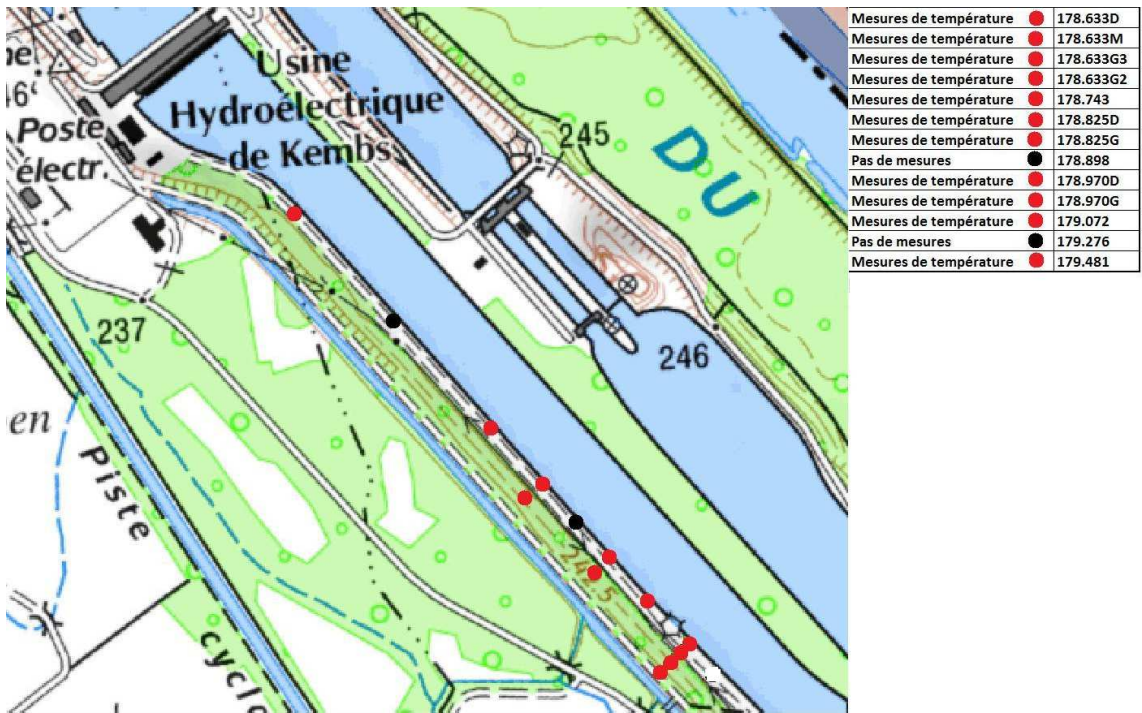 Usine
Hydroélectrique
de Kembs
Poste
électr.
245
DU
237
246
en
Piste
242.5
Mesures de température 178.633D
Mesures de température 178.633M
Mesures de température 178.633G3
Mesures de température 178.633G2
Mesures de température 178.743
Mesures de température 178.825D
Mesures de température 178.825G
Pas de mesures 178.898
Mesures de température 178.970D
Mesures de température 178.970G
Mesures de température 179.072
Pas de mesures 179.276
Mesures de température 179.481